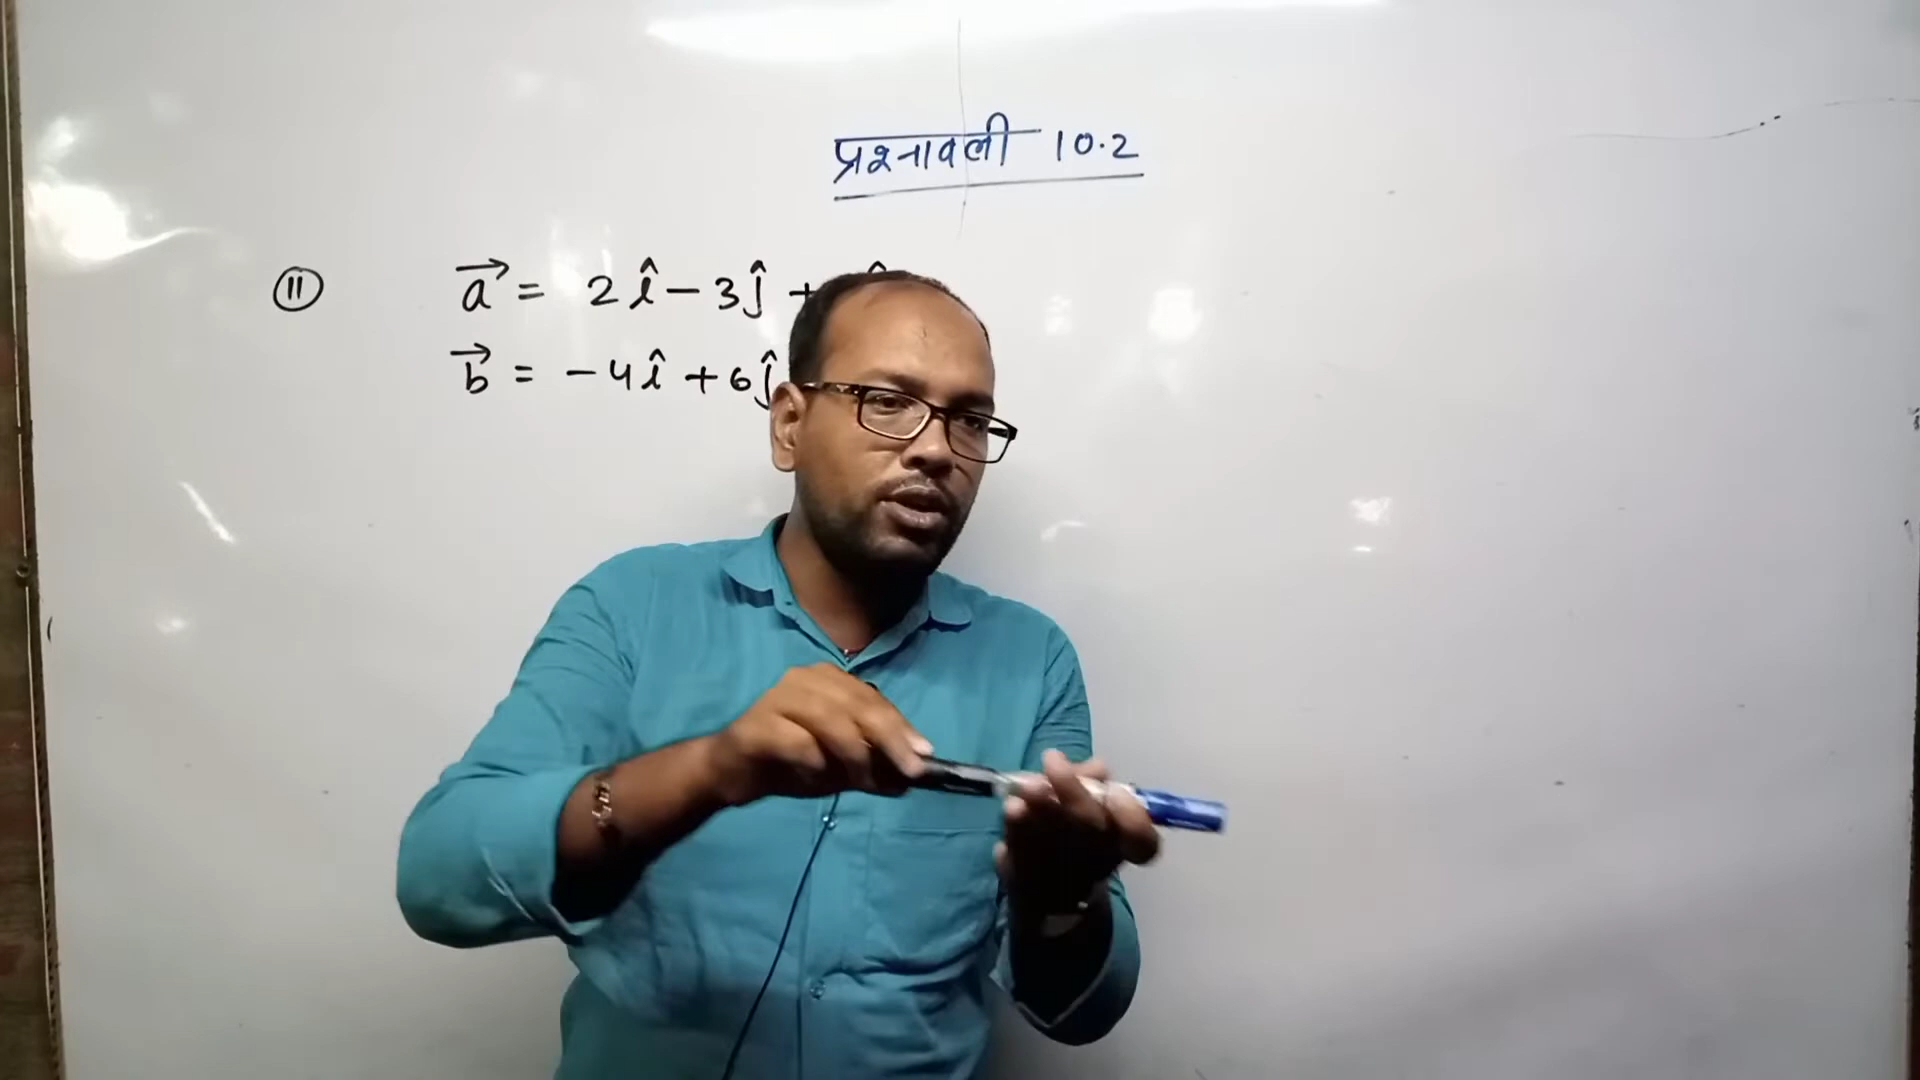 प्रश्नावली 10.2
11 a⃗ = 2î - 3ĵ +
b⃗ = -4î + 6ĵ